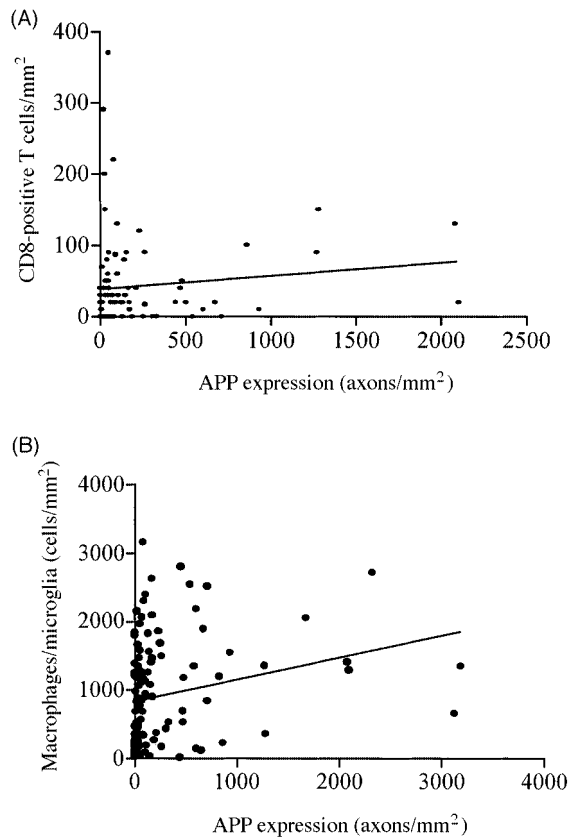 (A)
CD8-positive T cells/mm²
400
300
200
100
0
0 500 1000 1500 2000 2500
APP expression (axons/mm²)
(B)
Macrophages/microglia (cells/mm²)
4000
3000
2000
1000
0
0 1000 2000 3000 4000
APP expression (axons/mm²)